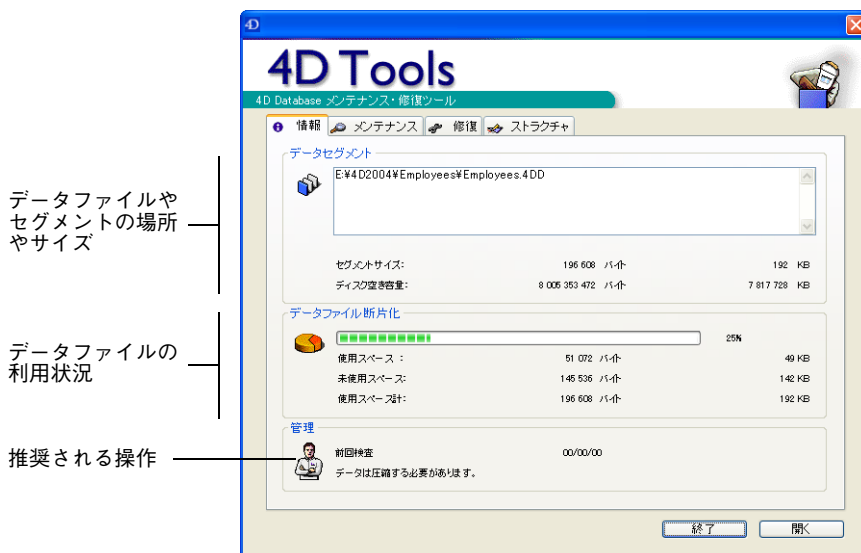 4D
4D Tools
4D Database メンテナンス・修復ツール
情報 メンテナンス 修復 ストラクチャ
データファイルや
セグメントの場所
やサイズ
データセグメント
E:¥4D2004¥Employees¥Employees.4DD
セグメントサイズ: 196 608 バイト 192 KB
ディスク空き容量: 8 005 353 472 バイト 7 817 728 KB
データファイルの
利用状況
データファイル断片化
25%
使用スペース : 51 072 バイト 49 KB
未使用スペース: 145 536 バイト 142 KB
使用スペース計: 196 608 バイト 192 KB
推奨される操作
管理
前回検査 00/00/00
データは圧縮する必要があります。
終了 開く